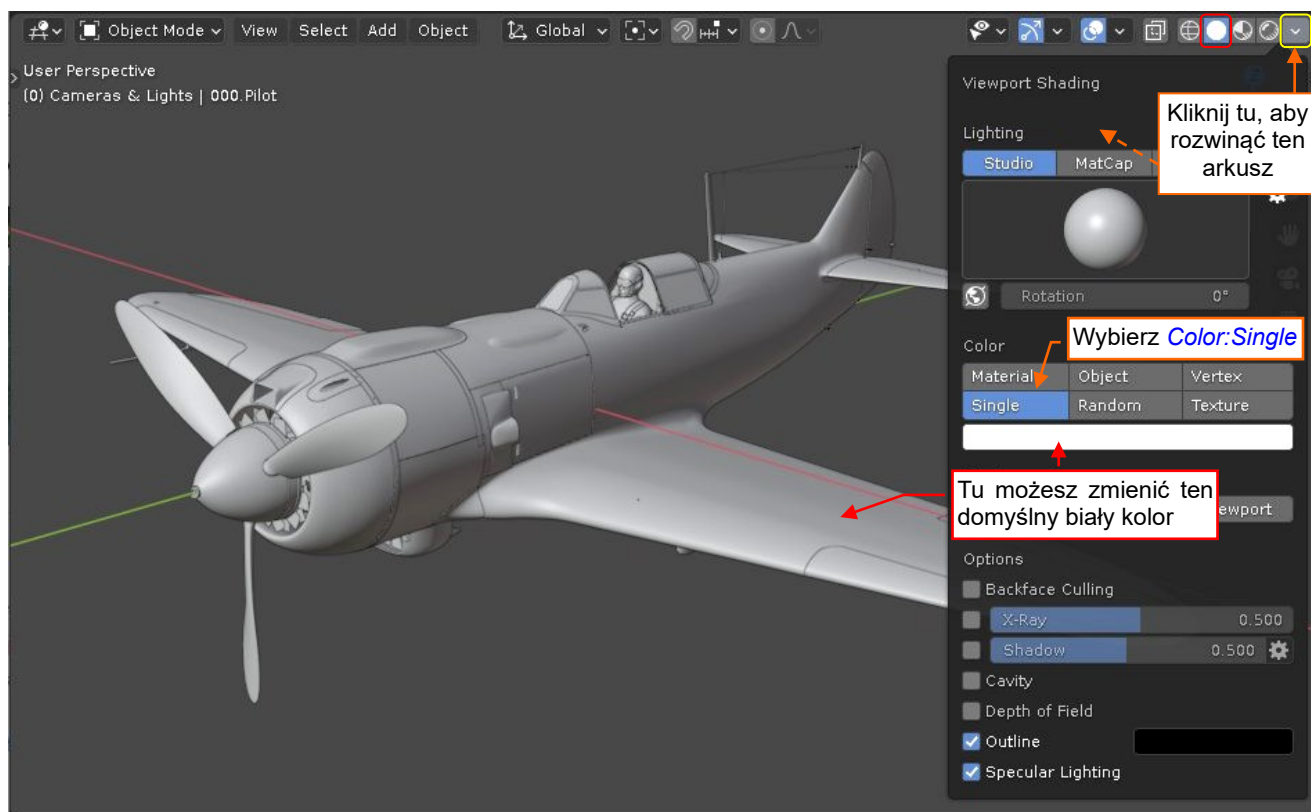 Object Mode View Select Add Object Global
User Perspective
(0) Cameras & Lights | 000.Pilot
Viewport Shading
Kliknij tu, aby
rozwinąć ten
arkusz
Lighting
Studio MatCap
Rotation 0°
Color
Wybierz Color:Single
Material Object Vertex
Single Random Texture
Tu możesz zmienić ten
domyślny biały kolor
ewport
Options
Backface Culling
X-Ray 0.500
Shadow 0.500
Cavity
Depth of Field
Outline
Specular Lighting